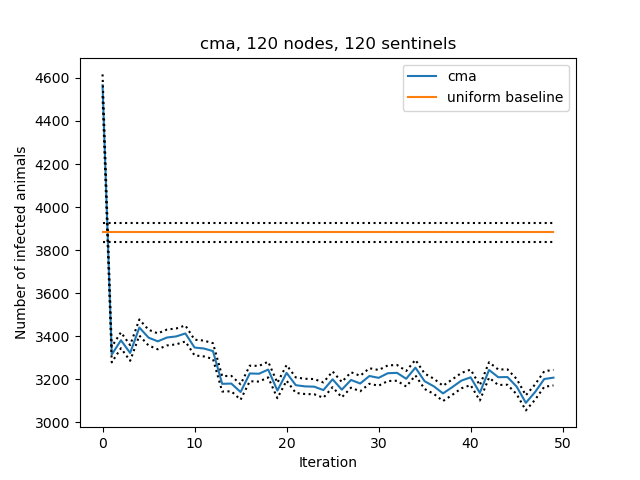 cma, 120 nodes, 120 sentinels
cma
uniform baseline
4600
4400
4200
4000
3800
3600
3400
3200
3000
Number of infected animals
0 10 20 30 40 50
Iteration